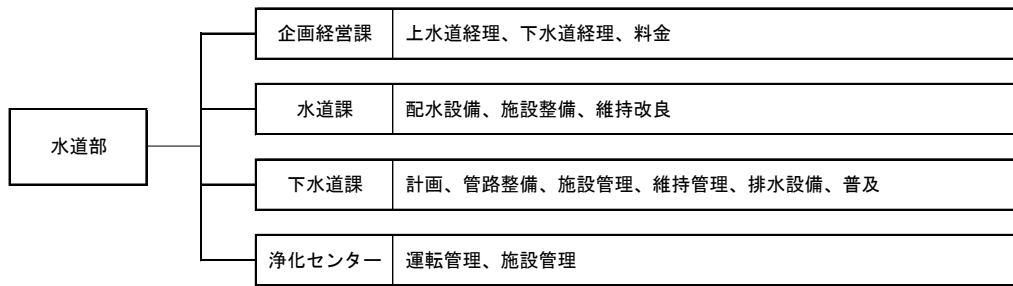 水道部
企画経営課
上水道経理、下水道経理、料金
水道課
配水設備、施設整備、維持改良
下水道課
計画、管路整備、施設管理、維持管理、排水設備、普及
浄化センター
運転管理、施設管理